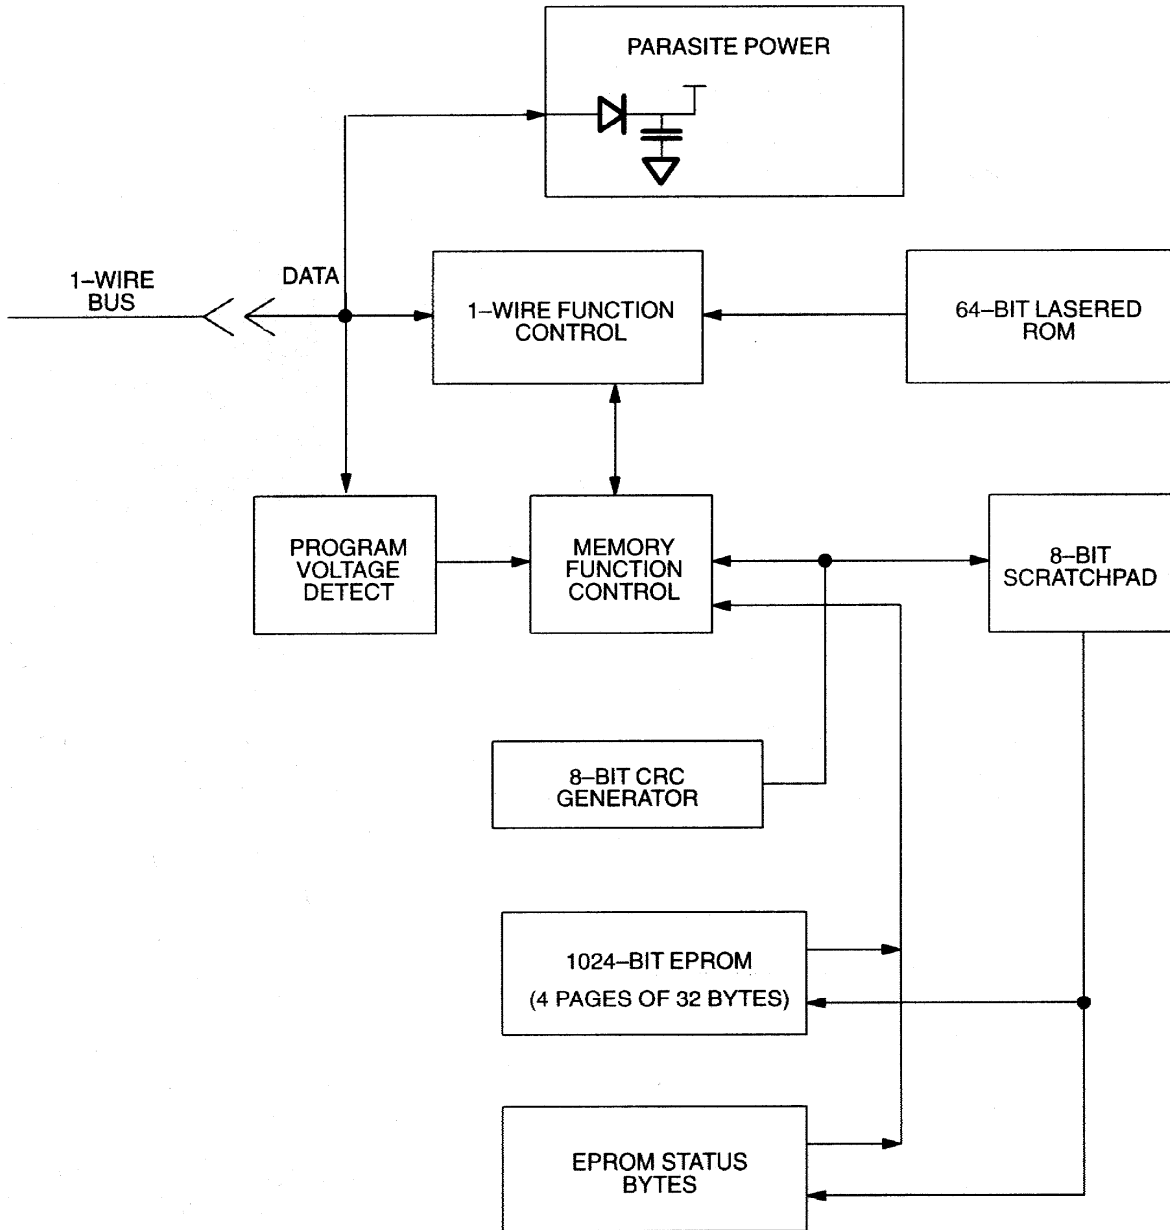 PARASITE POWER
1–WIRE
BUS
DATA
1–WIRE FUNCTION
CONTROL
64–BIT LASERED
ROM
PROGRAM
VOLTAGE
DETECT
MEMORY
FUNCTION
CONTROL
8–BIT
SCRATCHPAD
8–BIT CRC
GENERATOR
1024–BIT EPROM
(4 PAGES OF 32 BYTES)
EPROM STATUS
BYTES